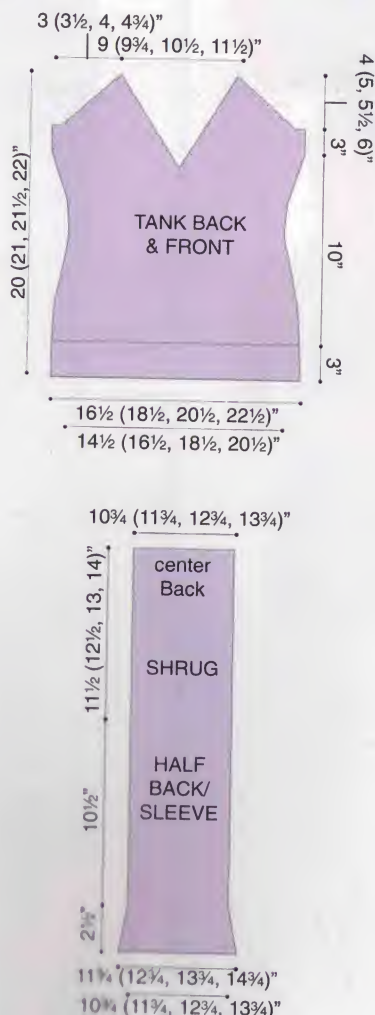 3 (3½, 4, 4¾)”
9 (9¾, 10½, 11½)”
4 (5, 5½, 6)”
3”
20 (21, 21½, 22)”
TANK BACK
& FRONT
10”
3”
16½ (18½, 20½, 22½)”
14½ (16½, 18½, 20½)”
10¾ (11¾, 12¾, 13¾)”
center
Back
11½ (12½, 13, 14)”
SHRUG
HALF
BACK/
SLEEVE
10½”
2½”
11¾ (12¾, 13¾, 14¾)”
10¾ (11¾, 12¾, 13¾)”